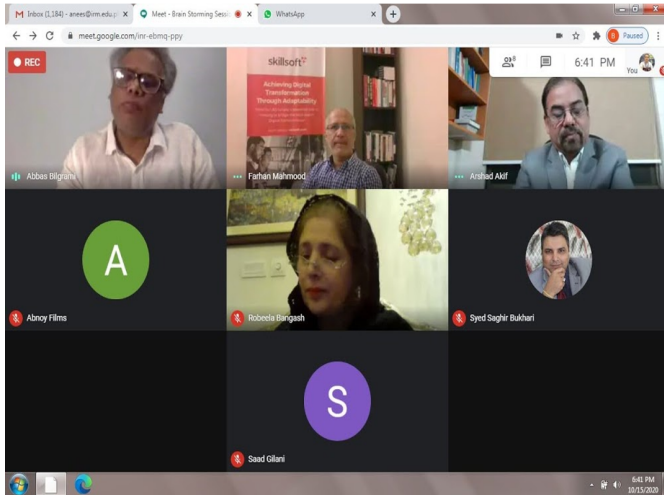 Inbox (1,184) - anees@irm.edu.p
Meet - Brain Storming Sessi
WhatsApp
meet.google.com/inr-ebmq-ppy
B
Paused
REC
8
6:41 PM
You
skillsoft
Achieving Digital
Transformation
Through Adaptability
Abbas Bilgrami
Farhan Mahmood
Arshad Akif
A
Abnoy Films
Robeela Bangash
Syed Saghir Bukhari
S
Saad Gilani
6:41 PM
10/15/2020